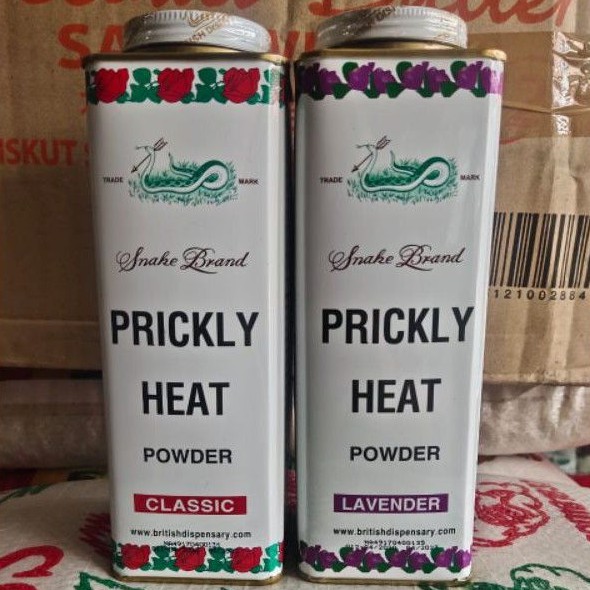 ISKUT
TRADE MARK
Snake Brand
PRICKLY
HEAT
POWDER
CLASSIC
www.britishdispensary.com
TRADE MARK
Snake Brand
PRICKLY
HEAT
POWDER
LAVENDER
www.britishdispensary.com
121002884